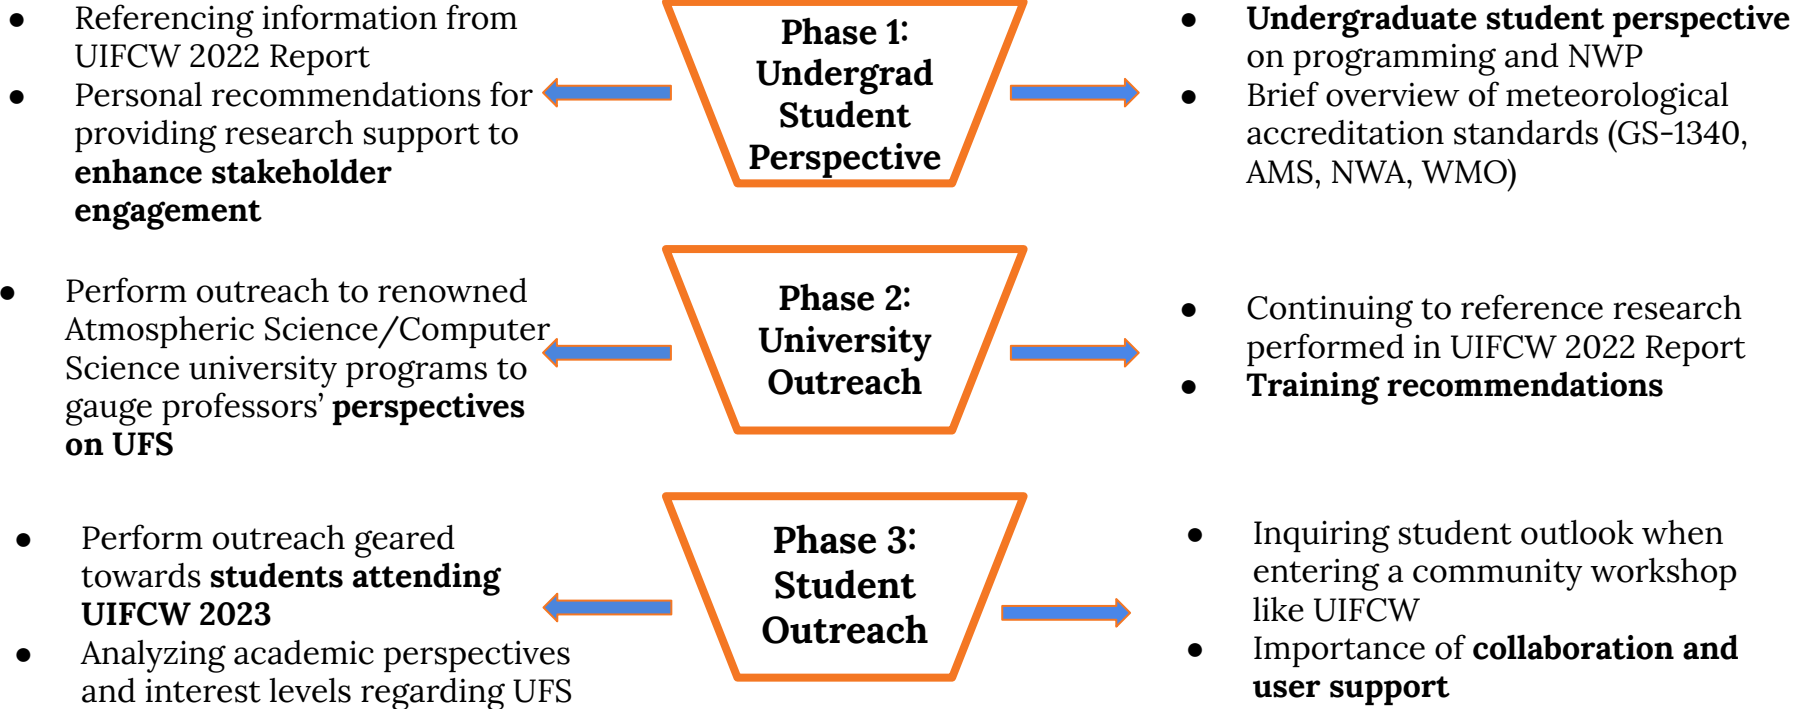 ● Referencing information from
UIFCW 2022 Report
● Personal recommendations for
providing research support to
enhance stakeholder
engagement
Phase 1:
Undergrad
Student
Perspective
● Undergraduate student perspective
on programming and NWP
● Brief overview of meteorological
accreditation standards (GS-1340,
AMS, NWA, WMO)
● Perform outreach to renowned
Atmospheric Science/Computer
Science university programs to
gauge professors’ perspectives
on UFS
Phase 2:
University
Outreach
● Continuing to reference research
performed in UIFCW 2022 Report
● Training recommendations
● Perform outreach geared
towards students attending
UIFCW 2023
● Analyzing academic perspectives
and interest levels regarding UFS
Phase 3:
Student
Outreach
● Inquiring student outlook when
entering a community workshop
like UIFCW
● Importance of collaboration and
user support